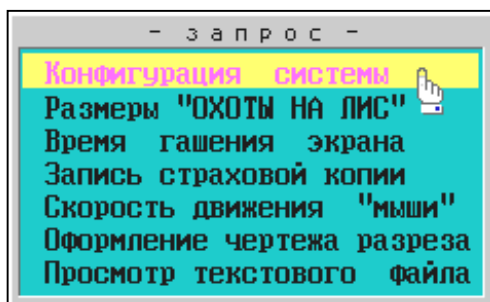 - запрос -
Конфигурация системы
Размеры "ОХОТЫ НА ЛИС"
Время гашения экрана
Запись страховой копии
Скорость движения "мыши"
Оформление чертежа разреза
Просмотр текстового файла